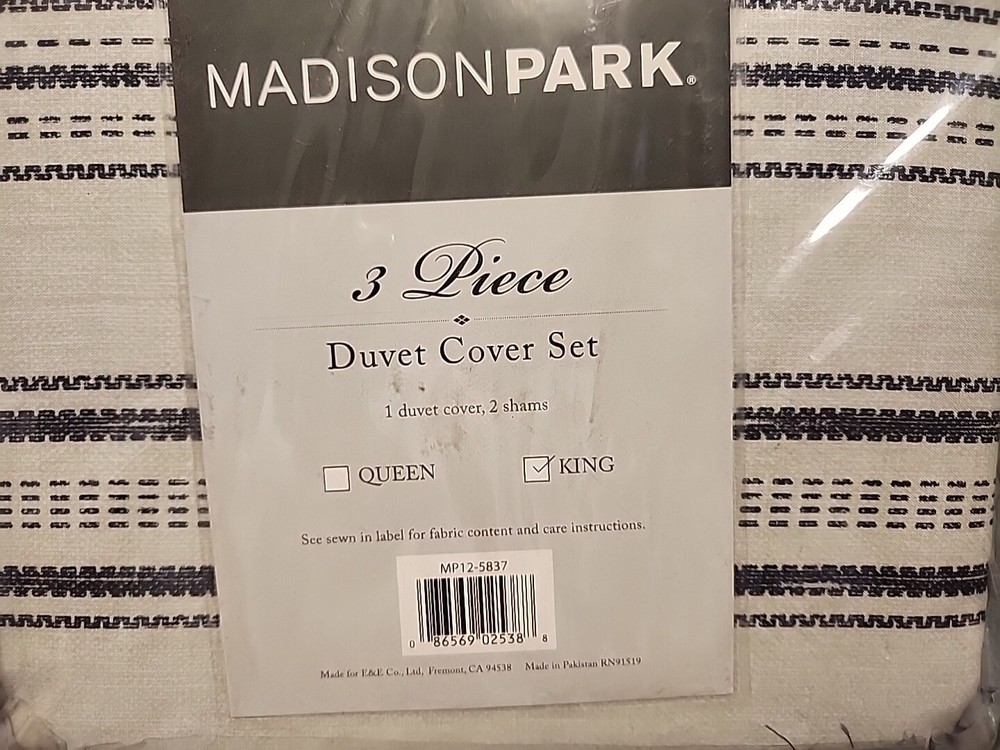 MADISONPARK®
3 Piece
Duvet Cover Set
1 duvet cover, 2 shams
QUEEN KING
See sewn in label for fabric content and care instructions.
MP12-5837
0 86569 02538 8
Made for E&E Co., Ltd, Fremont, CA 94538 Made in Pakistan RN91519